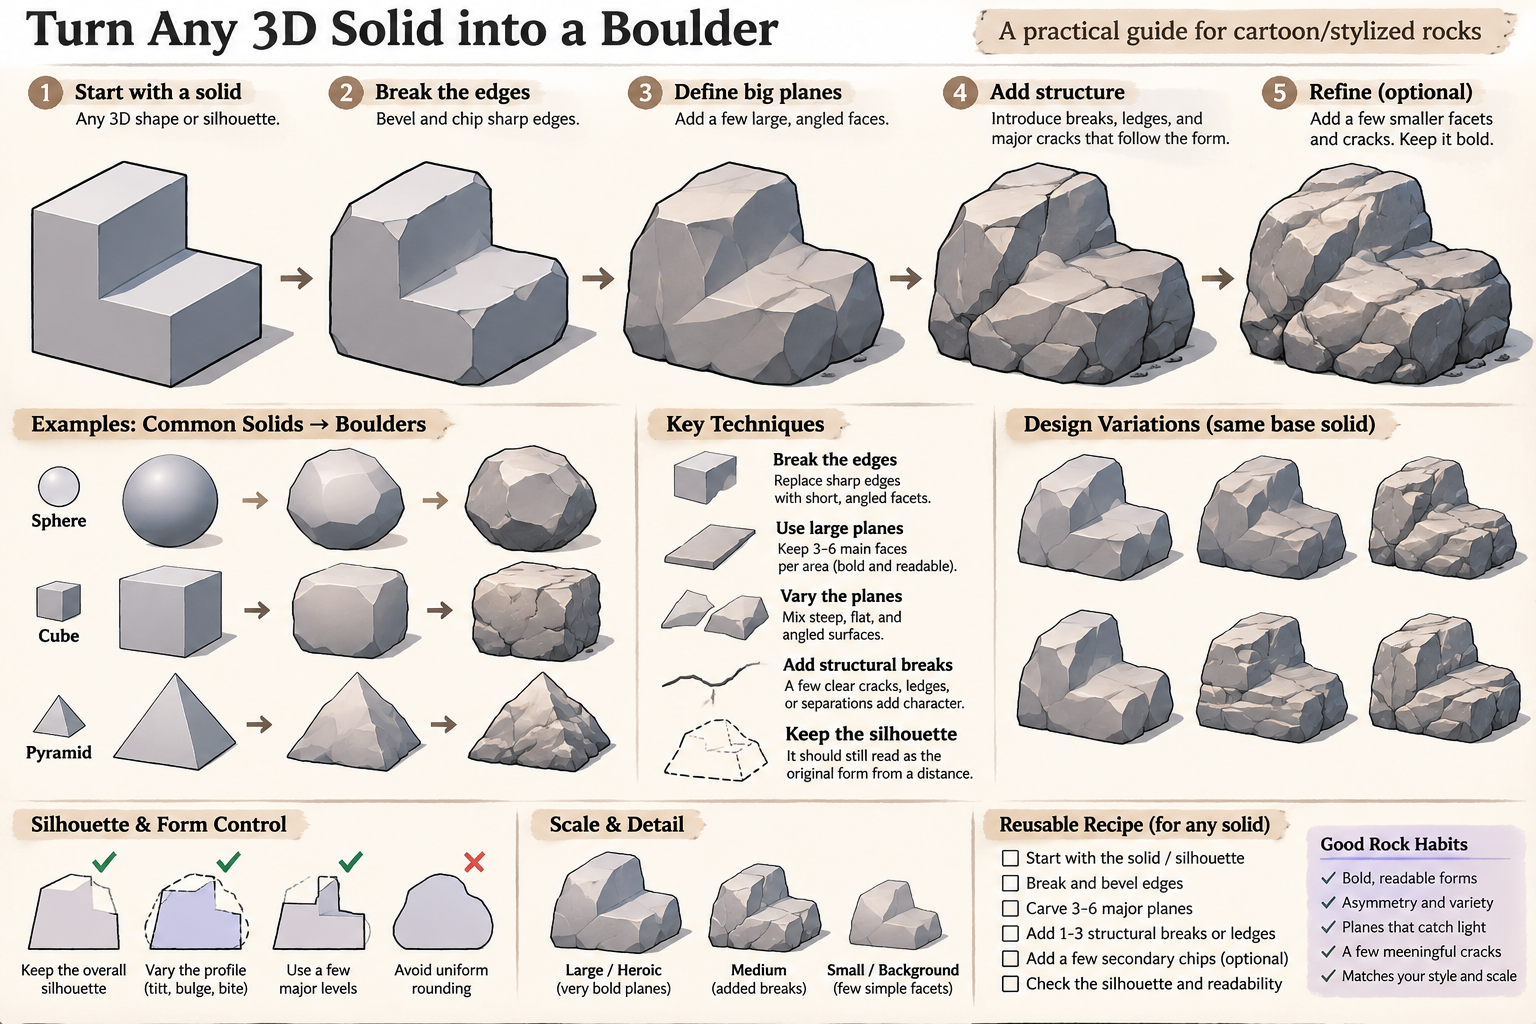 Turn Any 3D Solid into a Boulder
A practical guide for cartoon/stylized rocks
1 Start with a solid
Any 3D shape or silhouette.
2 Break the edges
Bevel and chip sharp edges.
3 Define big planes
Add a few large, angled faces.
4 Add structure
Introduce breaks, ledges, and
major cracks that follow the form.
5 Refine (optional)
Add a few smaller facets
and cracks. Keep it bold.
Examples: Common Solids → Boulders
Sphere
Cube
Pyramid
Key Techniques
Break the edges
Replace sharp edges
with short, angled facets.
Use large planes
Keep 3–6 main faces
per area (bold and readable).
Vary the planes
Mix steep, flat, and
angled surfaces.
Add structural breaks
A few clear cracks, ledges,
or separations add character.
Keep the silhouette
It should still read as the
original form from a distance.
Design Variations (same base solid)
Silhouette & Form Control
Keep the overall
silhouette
Vary the profile
(titt, bulge, bite)
Use a few
major levels
Avoid uniform
rounding
Scale & Detail
Large / Heroic
(very bold planes)
Medium
(added breaks)
Small / Background
(few simple facets)
Reusable Recipe (for any solid)
Start with the solid / silhouette
Break and bevel edges
Carve 3–6 major planes
Add 1–3 structural breaks or ledges
Add a few secondary chips (optional)
Check the silhouette and readability
Good Rock Habits
Bold, readable forms
Asymmetry and variety
Planes that catch light
A few meeningful cracks
Matches your style and scale